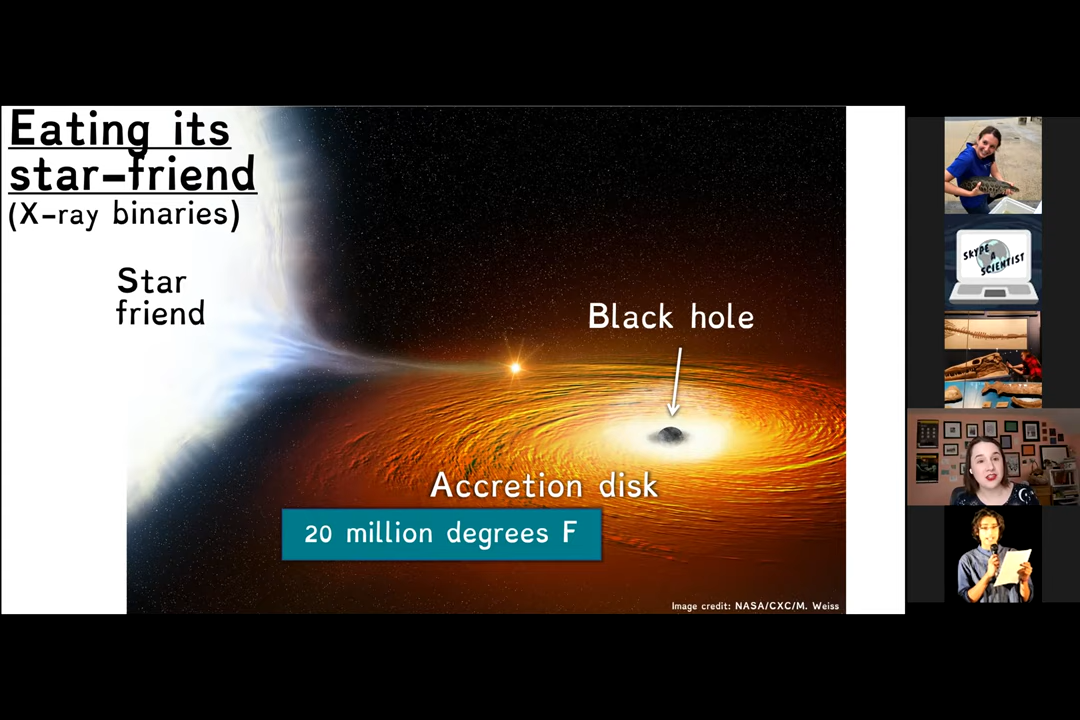 Eating its
star-friend
(X-ray binaries)
Star
friend
Black hole
Accretion disk
20 million degrees F
Image credit: NASA/CXC/M. Weiss
SKYPE
A
SCIENTIST